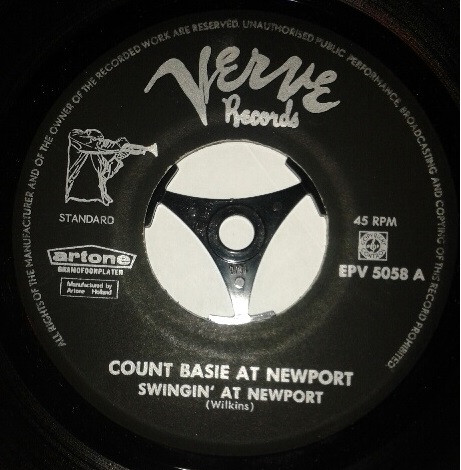 ALL RIGHTS OF THE MANUFACTURER AND OF THE OWNER OF THE RECORDED WORK ARE RESERVED. UNAUTHORISED PUBLIC PERFORMANCE, BROADCASTING AND COPYING OF THE RECORD PROHIBITED.
Verve
Records
STANDARD
45 RPM
artone
GRAMOFOONPLATEN
EPV 5058 A
Manufactured by
Artone Holland
COUNT BASIE AT NEWPORT
SWINGIN' AT NEWPORT
(Wilkins)